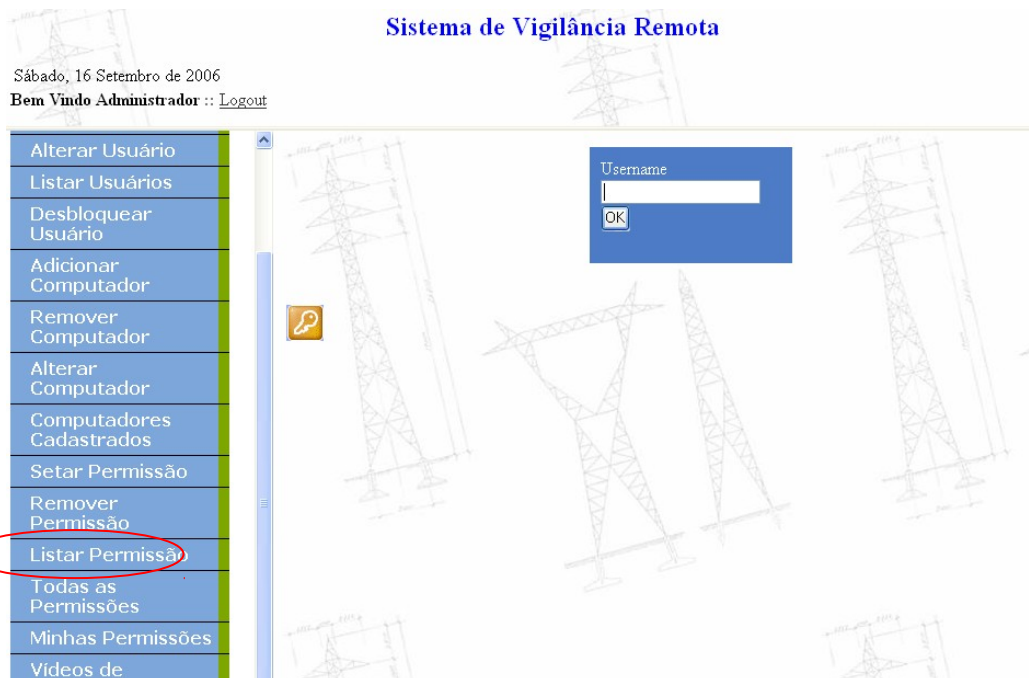 Sistema de Vigilância Remota
Sábado, 16 Setembro de 2006
Bem Vindo Administrador :: Logout
Alterar Usuário
Listar Usuários
Desbloquear
Usuário
Adicionar
Computador
Remover
Computador
Alterar
Computador
Computadores
Cadastrados
Setar Permissão
Remover
Permissão
Listar Permissão
Todas as
Permissões
Minhas Permissões
Vídeos de
Username
OK